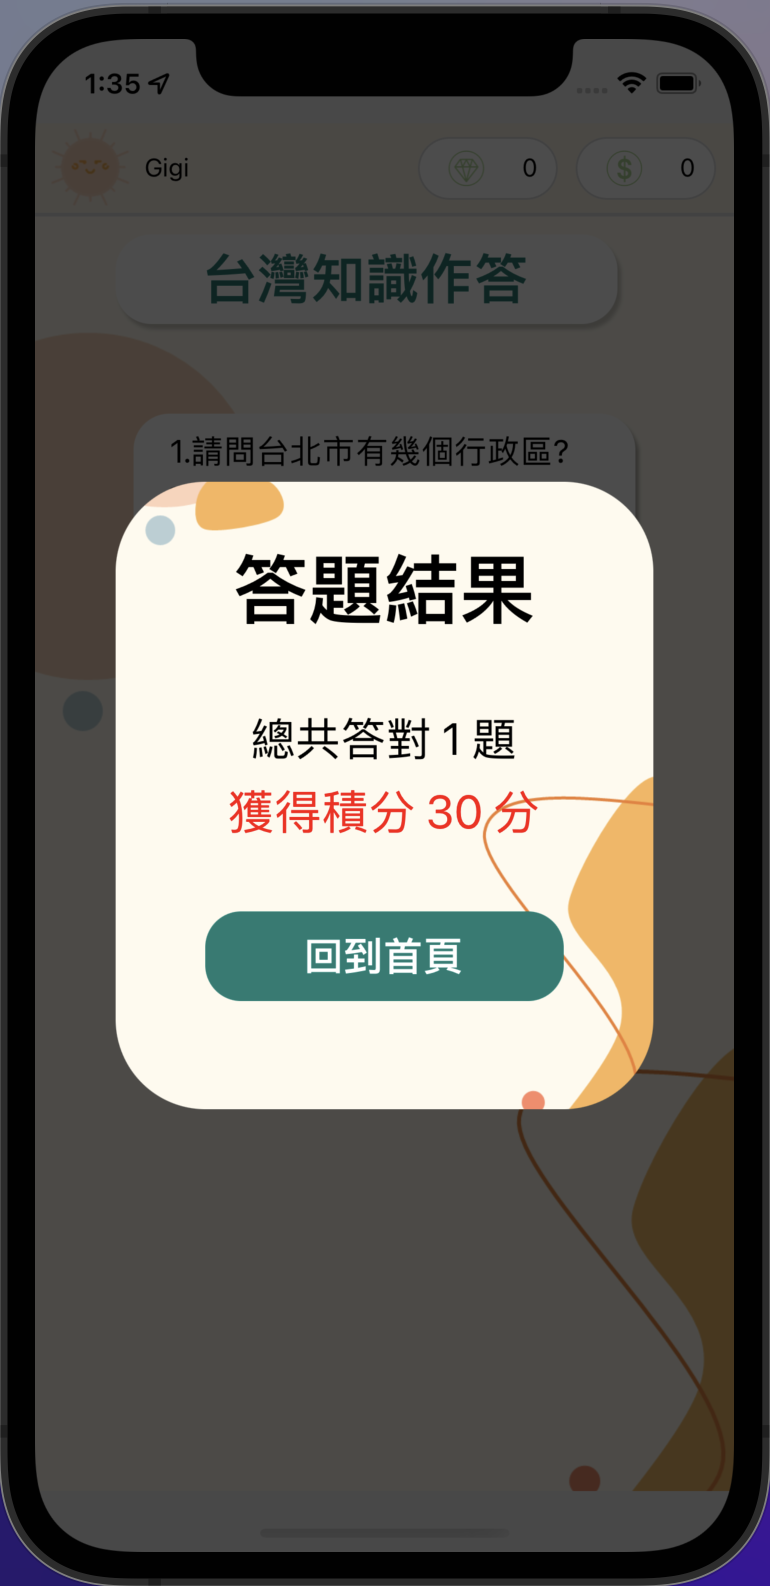 1:35
Gigi
0
$
0
台灣知識作答
1.請問台北市有幾個行政區?
答題結果
總共答對 1 題
獲得積分 30 分
回到首頁